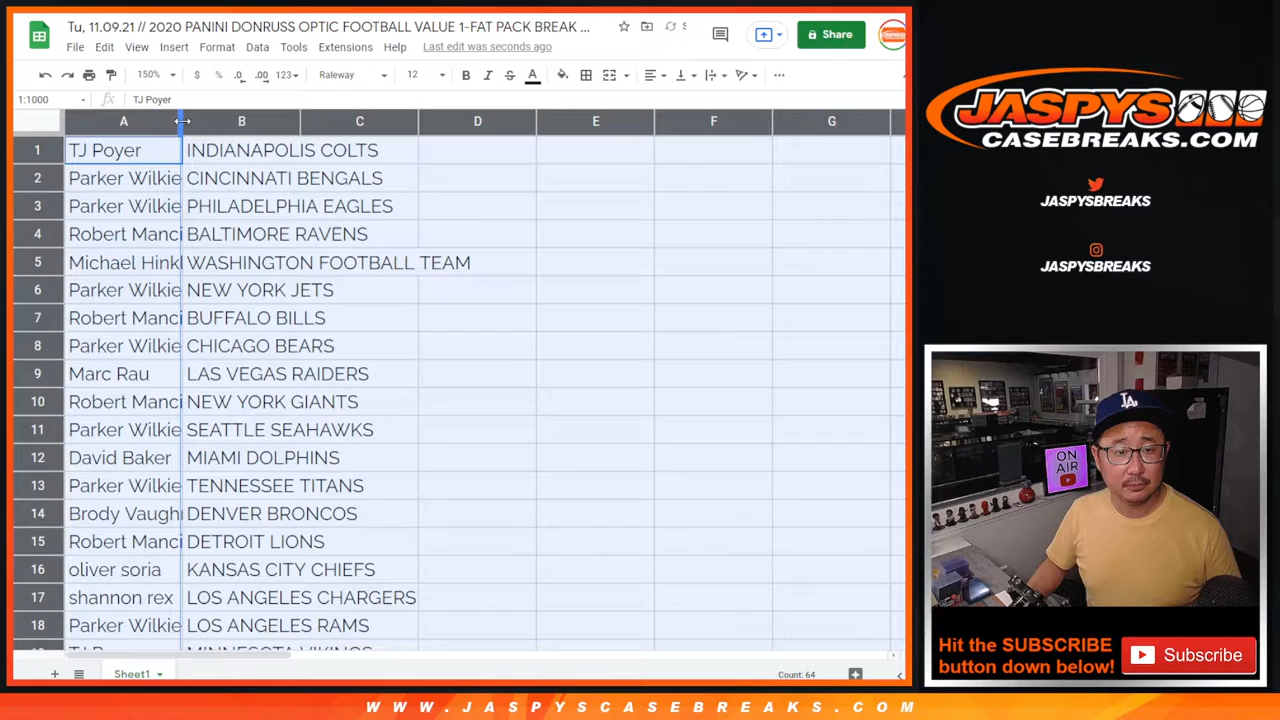 Tu, 11.09.21 // 2020 PANINI DONRUSS OPTIC FOOTBALL VALUE 1-FAT PACK BREAK ...
S
Share
File Edit View Insert Format Data Tools Extensions Help Last edit was seconds ago
150% $ % .0 .00 123 Raleway 12 B I S A
1:1000 fx TJ Poyer
A B C D E F G
1 TJ Poyer INDIANAPOLIS COLTS
2 Parker Wilkie CINCINNATI BENGALS
3 Parker Wilkie PHILADELPHIA EAGLES
4 Robert Manci BALTIMORE RAVENS
5 Michael Hinkl WASHINGTON FOOTBALL TEAM
6 Parker Wilkie NEW YORK JETS
7 Robert Manci BUFFALO BILLS
8 Parker Wilkie CHICAGO BEARS
9 Marc Rau LAS VEGAS RAIDERS
10 Robert Manci NEW YORK GIANTS
11 Parker Wilkie SEATTLE SEAHAWKS
12 David Baker MIAMI DOLPHINS
13 Parker Wilkie TENNESSEE TITANS
14 Brody Vaugh DENVER BRONCOS
15 Robert Manci DETROIT LIONS
16 oliver soria KANSAS CITY CHIEFS
17 shannon rex LOS ANGELES CHARGERS
18 Parker Wilkie LOS ANGELES RAMS
MINNESOTA VIKINGS
Sheet1
Count: 64
JASPYS
CASEBREAKS.COM
JASPYSBREAKS
JASPYSBREAKS
LA
ON
AIR
Hit the SUBSCRIBE
button down below!
Subscribe
WWW.JASPYSCASEBREAKS.COM